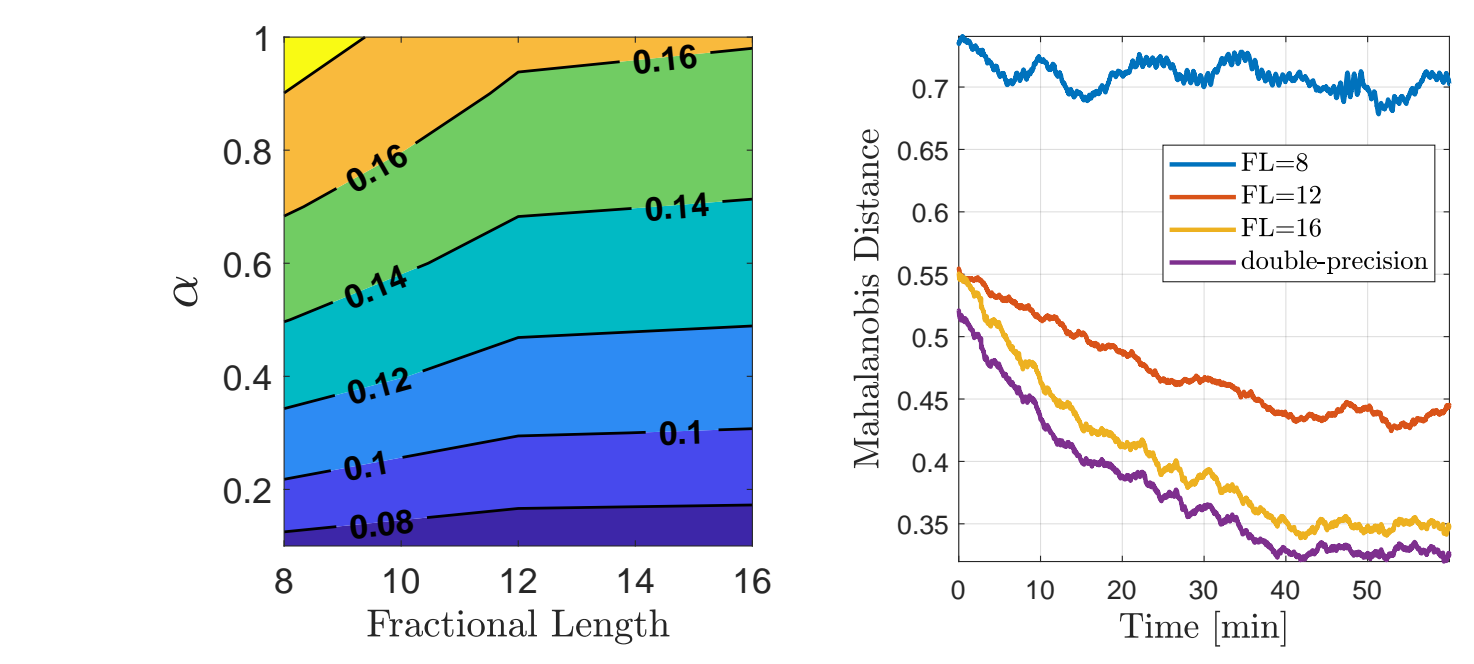 1
0.8
0.6
0.4
0.2
α
0.16
0.16
0.14
0.14
0.12
0.1
0.1
0.08
8 10 12 14 16
Fractional Length
0.7
0.65
0.6
0.55
0.5
0.45
0.4
0.35
Mahalanobis Distance
FL=8
FL=12
FL=16
double-precision
0 10 20 30 40 50
Time [min]